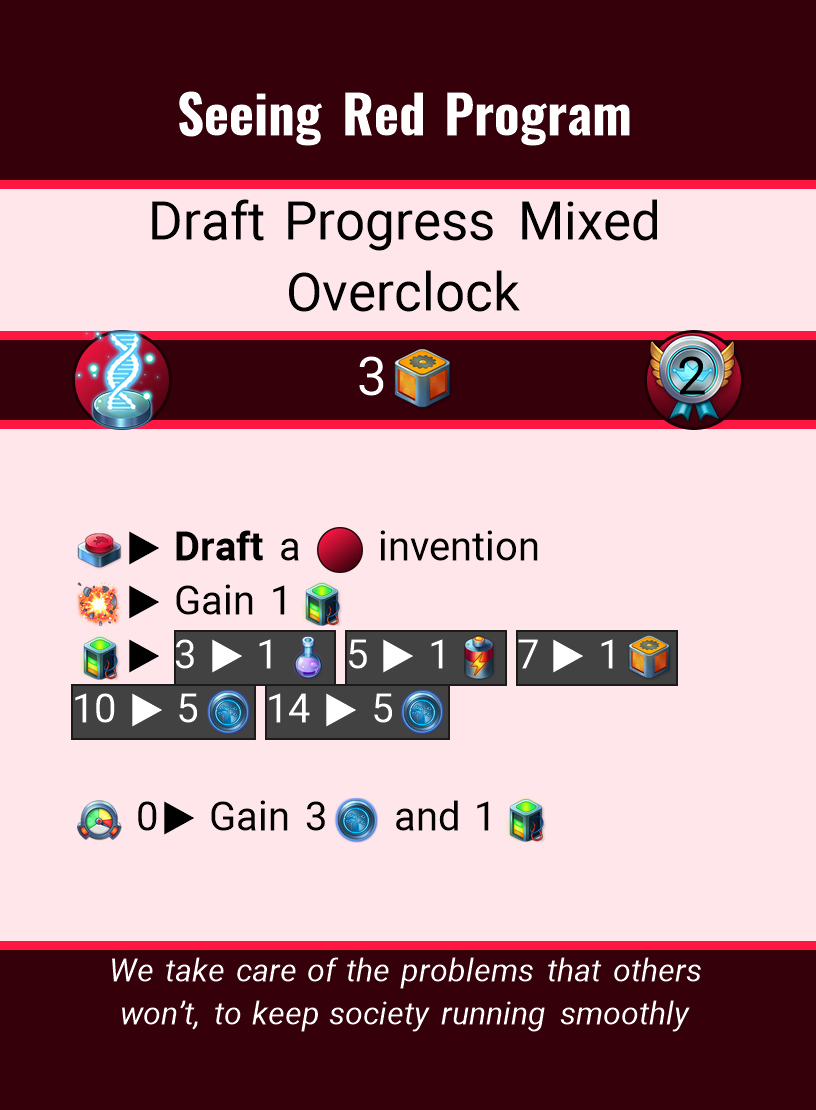 Seeing Red Program
Draft Progress Mixed
Overclock
3
2
▶ Draft a invention
▶ Gain 1
▶ 3 ▶ 1 5 ▶ 1 7 ▶ 1
10 ▶ 5 14 ▶ 5
0▶ Gain 3 and 1
We take care of the problems that others
won't, to keep society running smoothly